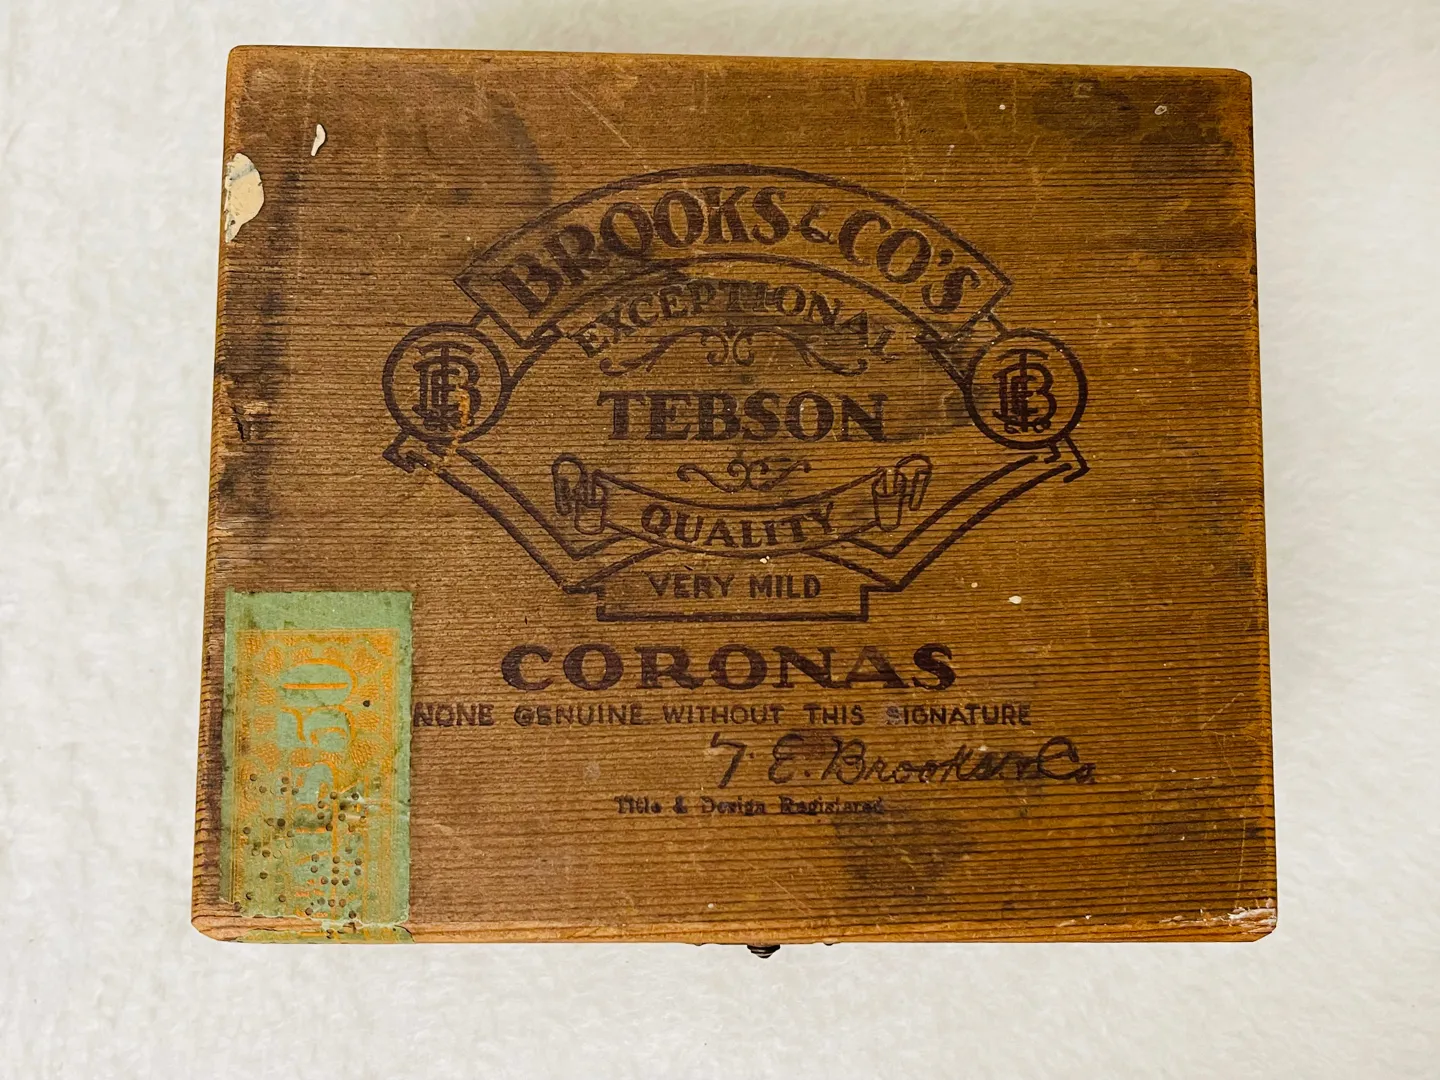 BROOKS & CO'S
EXCEPTIONAL
TEBSON
QUALITY
VERY MILD
CORONAS
NONE GENUINE WITHOUT THIS SIGNATURE
T. E. Brooks & Co.
Title & Design Registered
50